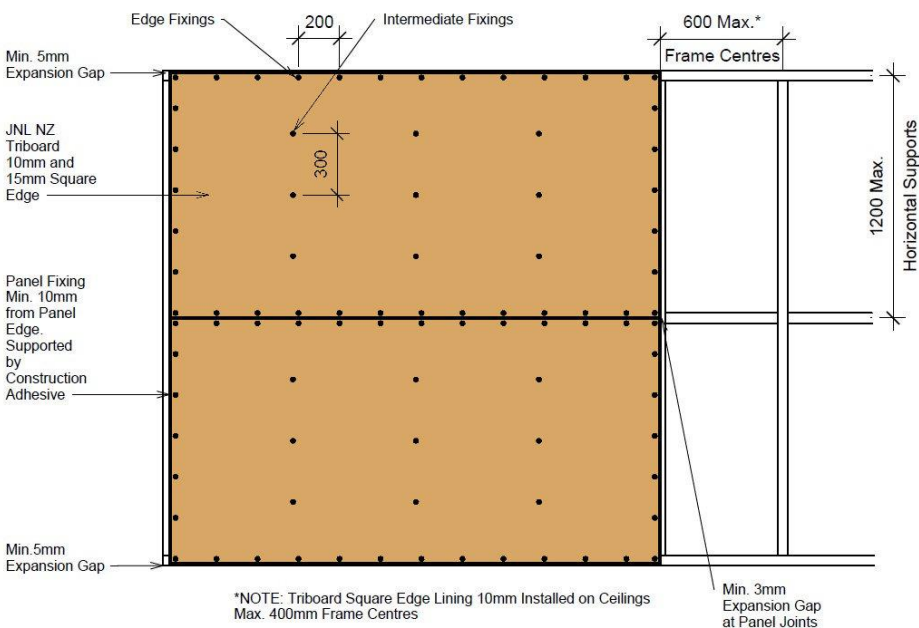 Edge Fixings
200
Intermediate Fixings
600 Max.*
Frame Centres
Min. 5mm
Expansion Gap
JNL NZ
Triboard
10mm and
15mm Square
Edge
300
1200 Max.
Horizontal Supports
Panel Fixing
Min. 10mm
from Panel
Edge.
Supported
by
Construction
Adhesive
Min.5mm
Expansion Gap
*NOTE: Triboard Square Edge Lining 10mm Installed on Ceilings
Max. 400mm Frame Centres
Min. 3mm
Expansion Gap
at Panel Joints